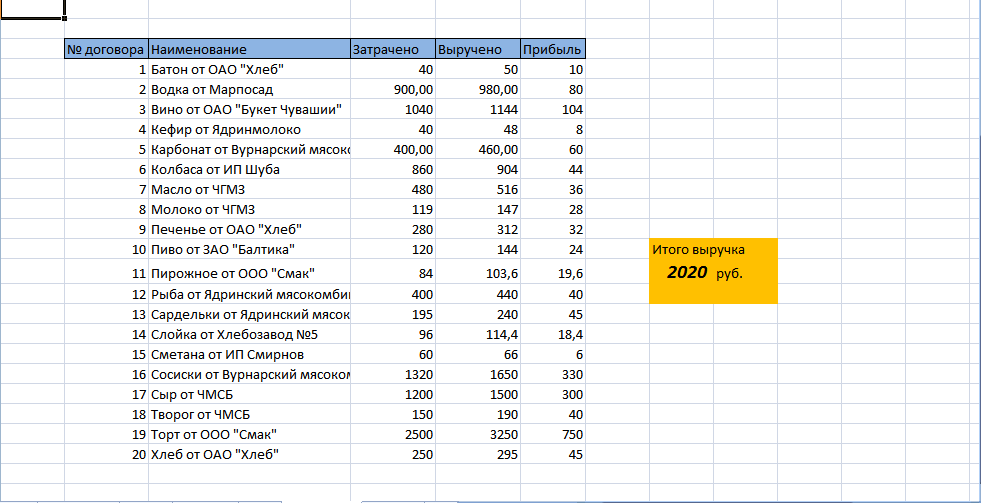 № договора Наименование Затрачено Выручено Прибыль
1 Батон от ОАО "Хлеб" 40 50 10
2 Водка от Марпосад 900,00 980,00 80
3 Вино от ОАО "Букет Чувашии" 1040 1144 104
4 Кефир от Ядринмолоко 40 48 8
5 Карбонат от Вурнарский мясок 400,00 460,00 60
6 Колбаса от ИП Шуба 860 904 44
7 Масло от ЧГМЗ 480 516 36
8 Молоко от ЧГМЗ 119 147 28
9 Печенье от ОАО "Хлеб" 280 312 32
10 Пиво от ЗАО "Балтика" 120 144 24
Итого выручка
11 Пирожное от ООО "Смак" 84 103,6 19,6
2020 руб.
12 Рыба от Ядринский мясокомби 400 440 40
13 Сардельки от Ядринский мясок 195 240 45
14 Слойка от Хлебозавод №5 96 114,4 18,4
15 Сметана от ИП Смирнов 60 66 6
16 Сосиски от Вурнарский мясоко 1320 1650 330
17 Сыр от ЧМСБ 1200 1500 300
18 Творог от ЧМСБ 150 190 40
19 Торт от ООО "Смак" 2500 3250 750
20 Хлеб от ОАО "Хлеб" 250 295 45